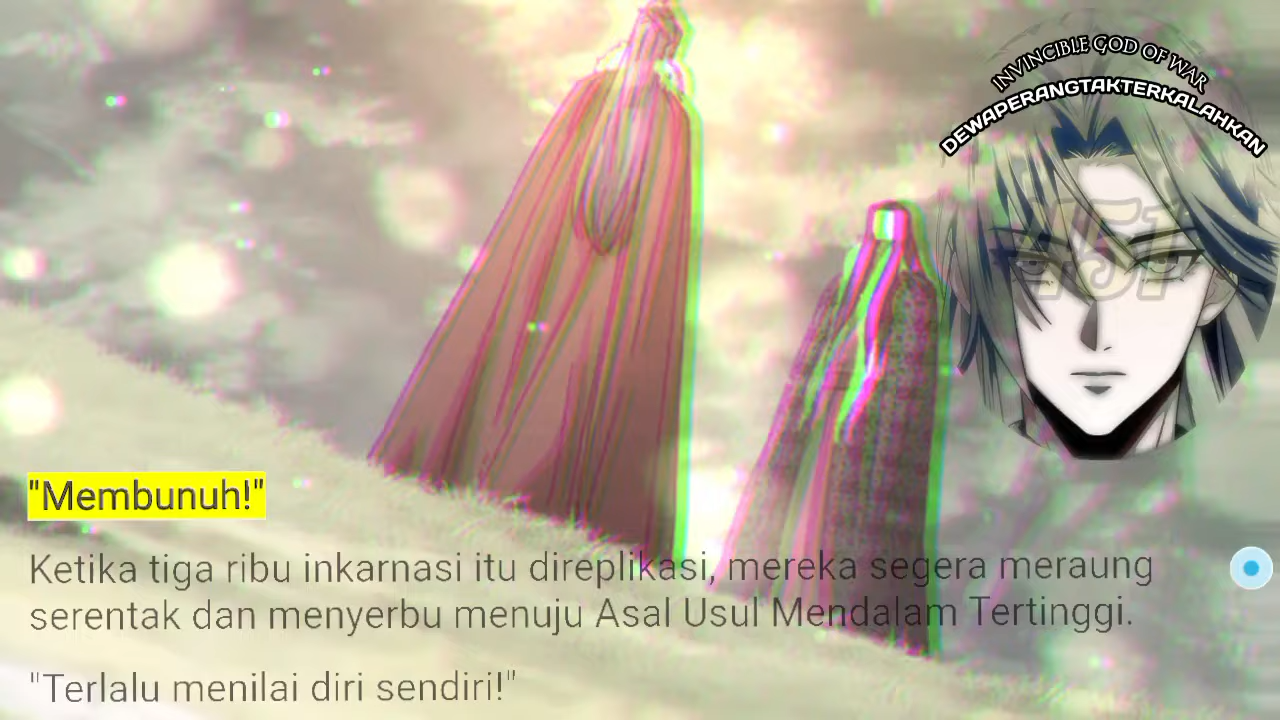 INVINCIBLE GOD OF WAR
DEWAPERANGTAKTERKALAHKAN
"Membunuh!"
Ketika tiga ribu inkarnasi itu direplikasi, mereka segera meraung
serentak dan menyerbu menuju Asal Usul Mendalam Tertinggi.
"Terlalu menilai diri sendiri!"